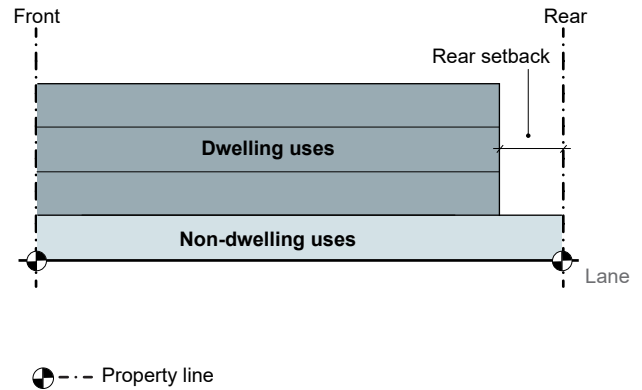 Front
Rear
Rear setback
Dwelling uses
Non-dwelling uses
Lane
Property line